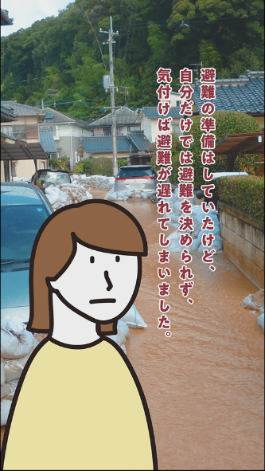 避難の準備はしていたけど、
自分だけでは避難を決められず、
気付けば避難が遅れてしまいました。